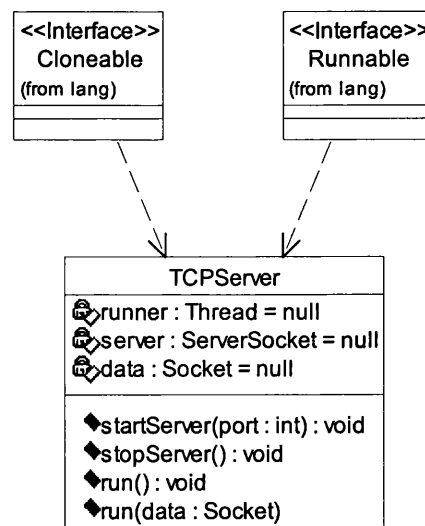 <<Interface>>
Cloneable
(from lang)
<<Interface>>
Runnable
(from lang)
TCPServer
runner : Thread = null
server : ServerSocket = null
data : Socket = null
startServer(port : int) : void
stopServer() : void
run() : void
run(data : Socket)